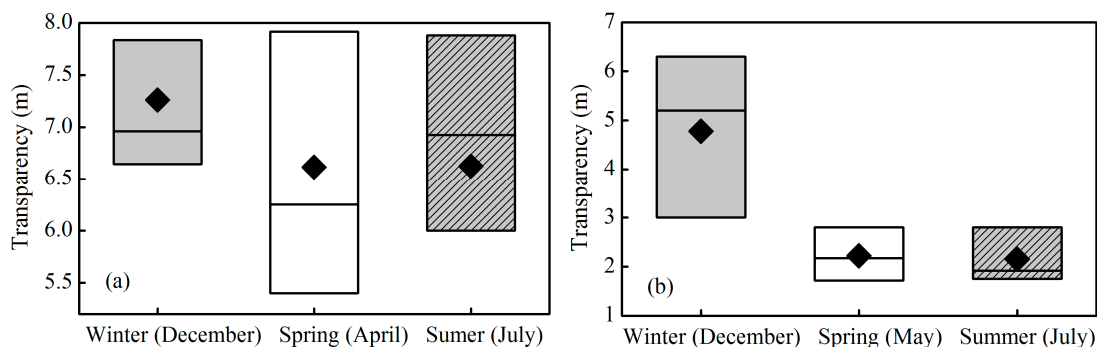 8.0
7.5
7.0
6.5
6.0
5.5
Transparency (m)
(a)
Winter (December) Spring (April) Sumer (July)
7
6
5
4
3
2
1
Transparency (m)
(b)
Winter (December) Spring (May) Summer (July)